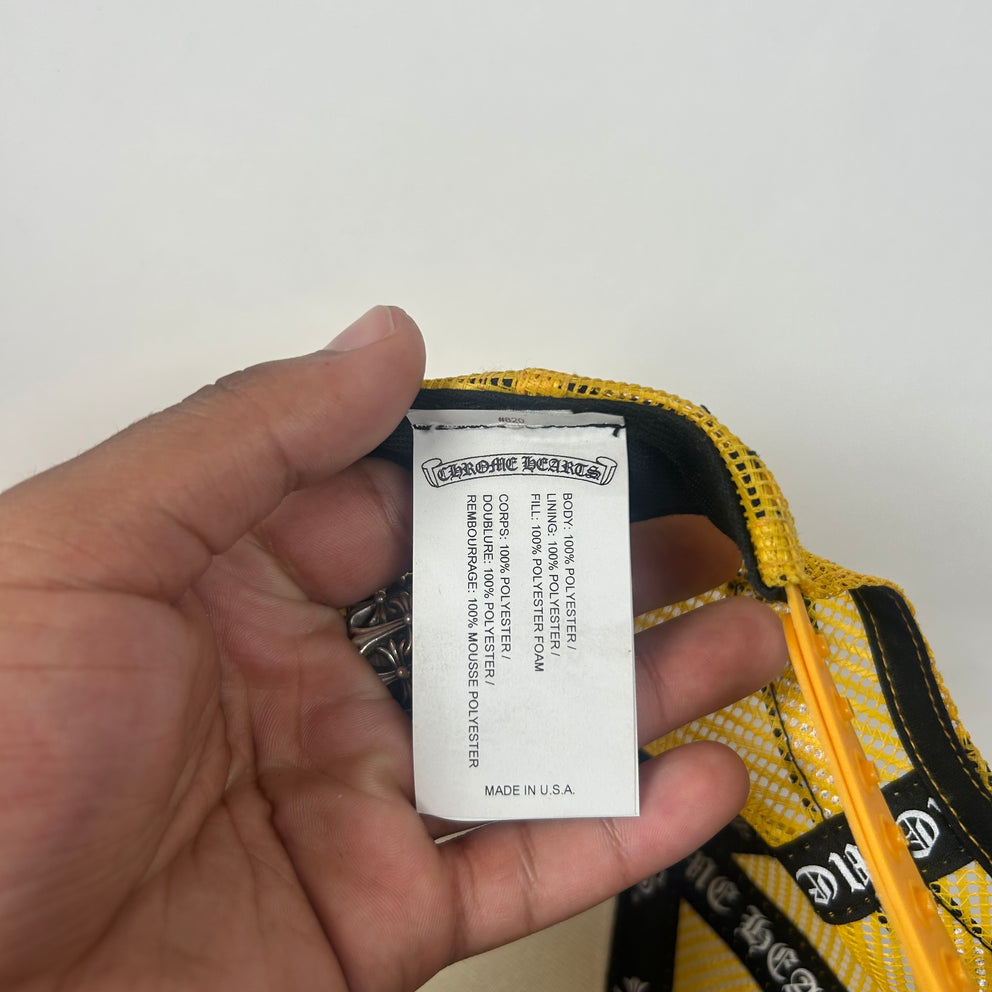 #820
CHROME HEARTS
BODY: 100% POLYESTER /
LINING: 100% POLYESTER /
FILL: 100% POLYESTER FOAM
CORPS: 100% POLYESTER /
DOUBLURE: 100% POLYESTER /
REMBOURRAGE: 100% MOUSSE POLYESTER
MADE IN U.S.A.